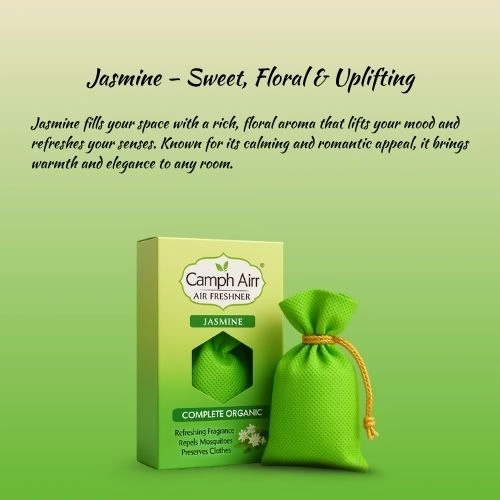 Jasmine – Sweet, Floral & Uplifting
Jasmine fills your space with a rich, floral aroma that lifts your mood and
refreshes your senses. Known for its calming and romantic appeal, it brings
warmth and elegance to any room.
Camph Airr®
AIR FRESHNER
JASMINE
COMPLETE ORGANIC
Refreshing Fragrance
Repels Mosquitoes
Preserves Clothes